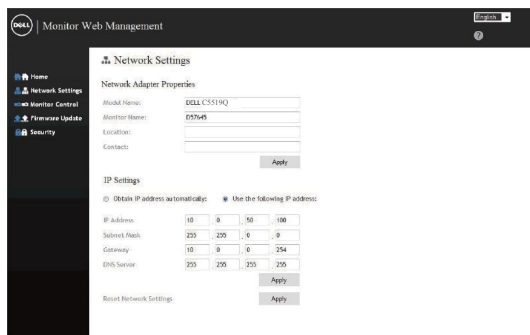 DELL Monitor Web Management
English
?
Home
Network Settings
Monitor Control
Firmware Update
Security
Network Settings
Network Adapter Properties
Model Name: DELL C5519Q
Monitor Name: D57645
Location:
Contact:
Apply
IP Settings
Obtain IP address automatically: Use the following IP address:
IP Address 10 0 50 100
Subnet Mask 255 255 0 0
Gateway 10 0 0 254
DNS Server 255 255 255 255
Apply
Reset Network Settings Apply